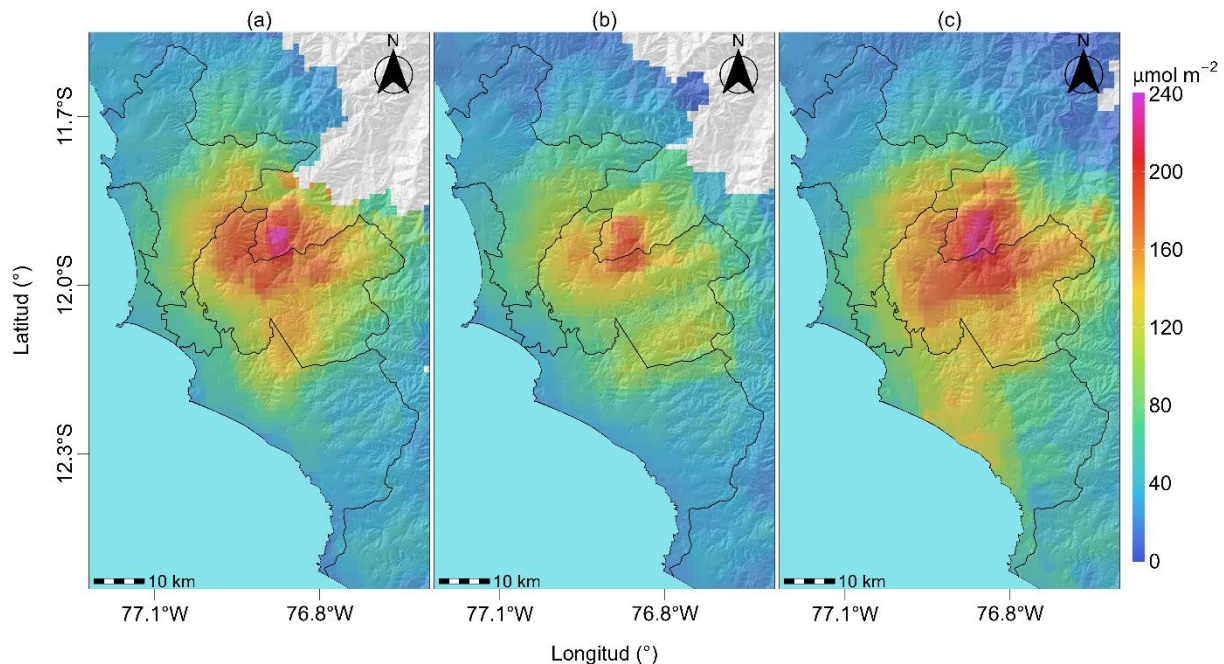 (a)
(b)
(c)
N
N
N
µmol m⁻²
240
200
160
120
80
40
0
11.7°S
12.0°S
12.3°S
Latitud (°)
10 km
10 km
10 km
77.1°W
76.8°W
77.1°W
76.8°W
77.1°W
76.8°W
Longitud (°)